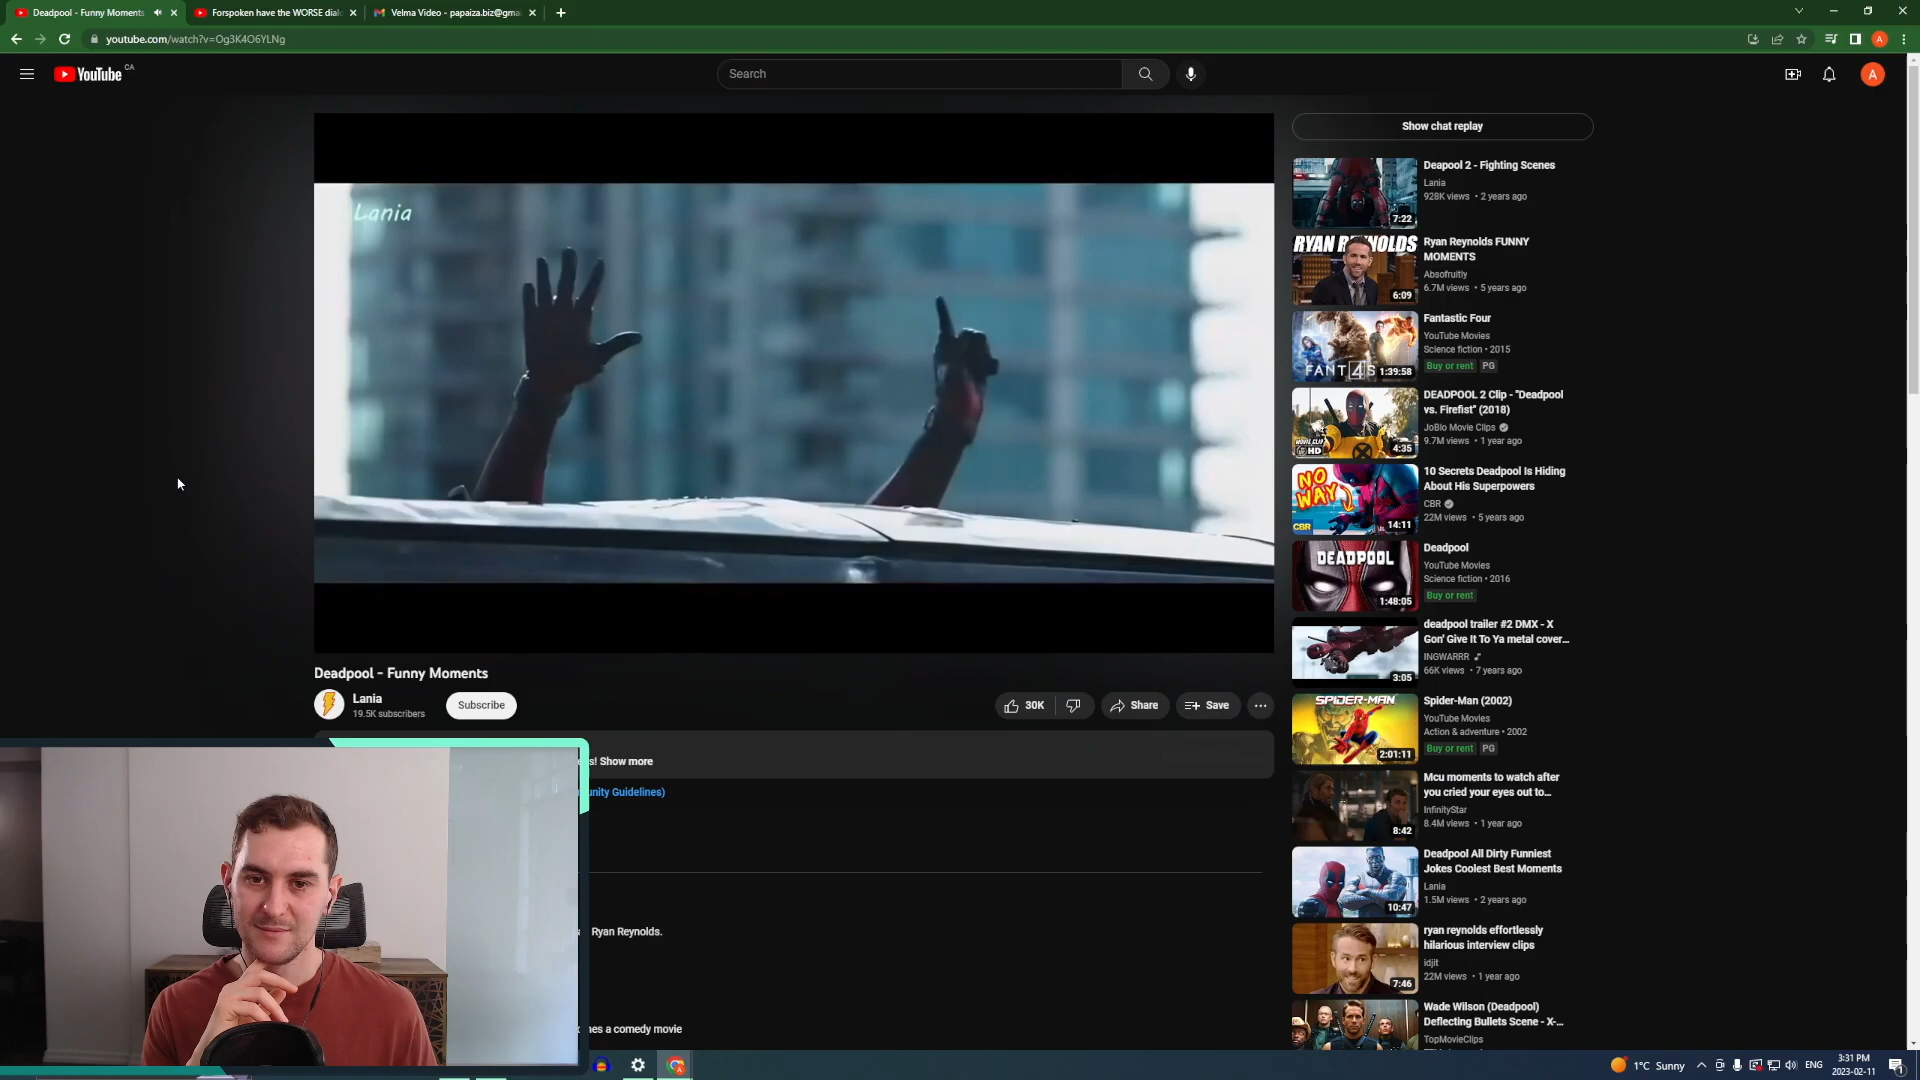 Deadpool - Funny Moments
Forspoken have the WORSE dial
Velma Video - papaiza.biz@gmai
youtube.com/watch?v=Og3K4O6YLNg
YouTube CA
Search
A
A
Show chat replay
Lania
Deapool 2 - Fighting Scenes
Lania
928K views • 2 years ago
7:22
RYAN REYNOLDS
Ryan Reynolds FUNNY
MOMENTS
Absofruitly
6.7M views • 5 years ago
6:09
Fantastic Four
YouTube Movies
Science fiction • 2015
Buy or rent PG
FANT4S
1:39:58
DEADPOOL 2 Clip - "Deadpool
vs. Firefist" (2018)
JoBlo Movie Clips
9.7M views • 1 year ago
HD
4:35
NO
WAY
10 Secrets Deadpool Is Hiding
About His Superpowers
CBR
22M views • 5 years ago
CBR
14:11
DEADPOOL
Deadpool
YouTube Movies
Science fiction • 2016
Buy or rent
1:48:05
deadpool trailer #2 DMX - X
Gon' Give It To Ya metal cover...
INGWARRR
66K views • 7 years ago
3:05
SPIDER-MAN
Spider-Man (2002)
YouTube Movies
Action & adventure • 2002
Buy or rent PG
2:01:11
Mcu moments to watch after
you cried your eyes out to...
InfinityStar
8.4M views • 1 year ago
8:42
Deadpool All Dirty Funniest
Jokes Coolest Best Moments
Lania
1.5M views • 2 years ago
10:47
ryan reynolds effortlessly
hilarious interview clips
idjit
22M views • 1 year ago
7:46
Wade Wilson (Deadpool)
Deflecting Bullets Scene - X-...
TopMovieClips
Deadpool - Funny Moments
Lania
19.5K subscribers
Subscribe
30K
Share
Save
s! Show more
unity Guidelines)
Ryan Reynolds.
nes a comedy movie
1°C Sunny
ENG
3:31 PM
2023-02-11
1